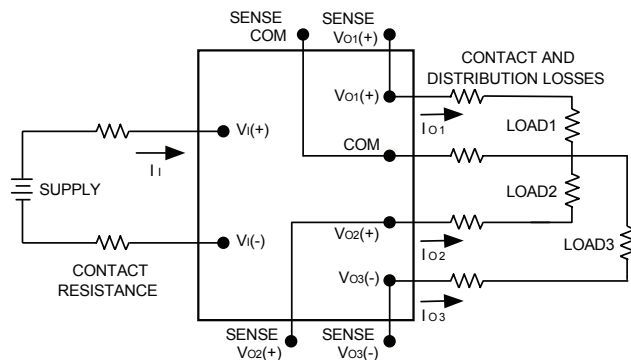 SENSE
COM
SENSE
VO1(+)
CONTACT AND
DISTRIBUTION LOSSES
VO1(+)
IO1
LOAD1
VI(+)
II
COM
SUPPLY
LOAD2
VO2(+)
IO2
VI(-)
LOAD3
CONTACT
RESISTANCE
VO3(-)
IO3
SENSE
VO2(+)
SENSE
VO3(-)